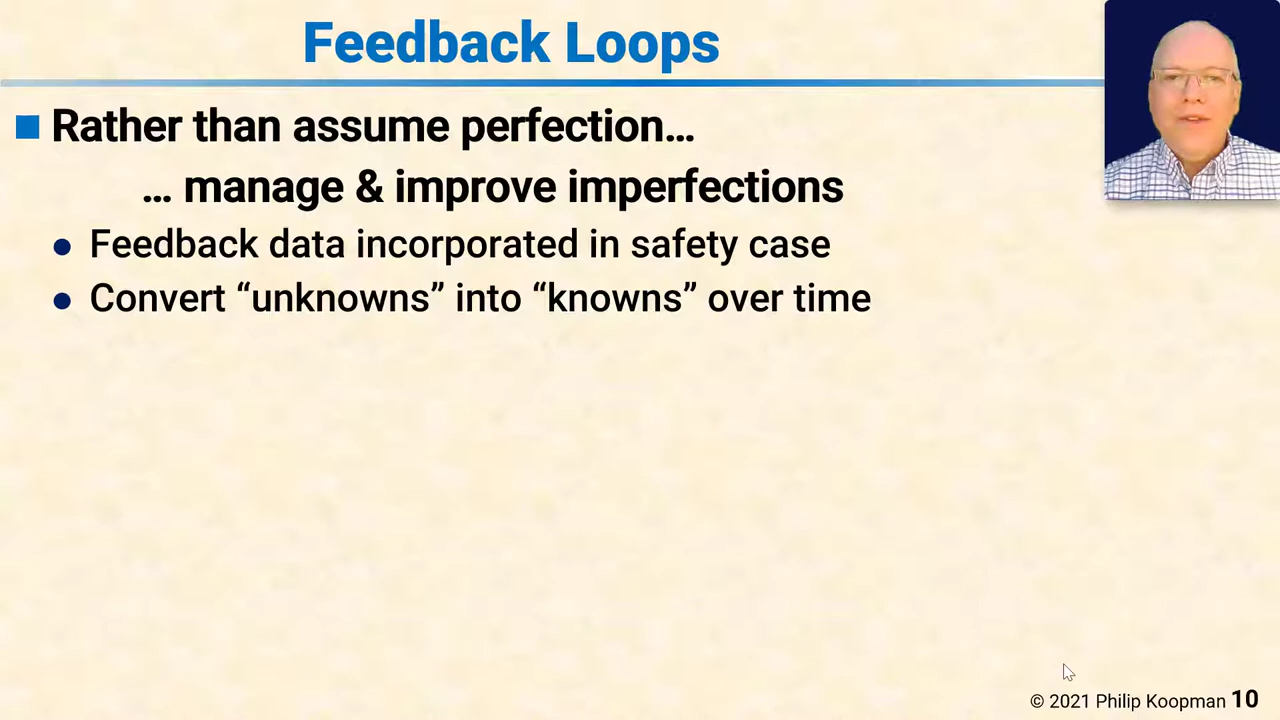 Feedback Loops
Rather than assume perfection…
… manage & improve imperfections
Feedback data incorporated in safety case
Convert “unknowns” into “knowns” over time
© 2021 Philip Koopman 10